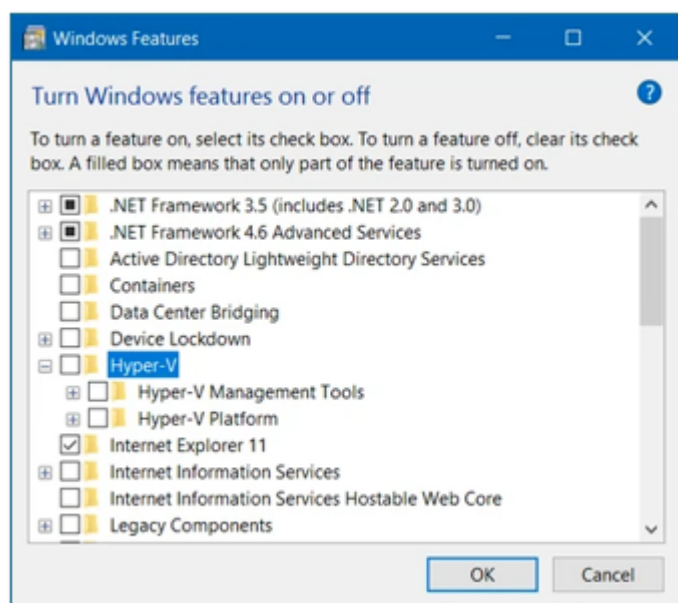 Windows Features
Turn Windows features on or off
?
To turn a feature on, select its check box. To turn a feature off, clear its check
box. A filled box means that only part of the feature is turned on.
.NET Framework 3.5 (includes .NET 2.0 and 3.0)
.NET Framework 4.6 Advanced Services
Active Directory Lightweight Directory Services
Containers
Data Center Bridging
Device Lockdown
Hyper-V
Hyper-V Management Tools
Hyper-V Platform
Internet Explorer 11
Internet Information Services
Internet Information Services Hostable Web Core
Legacy Components
OK Cancel